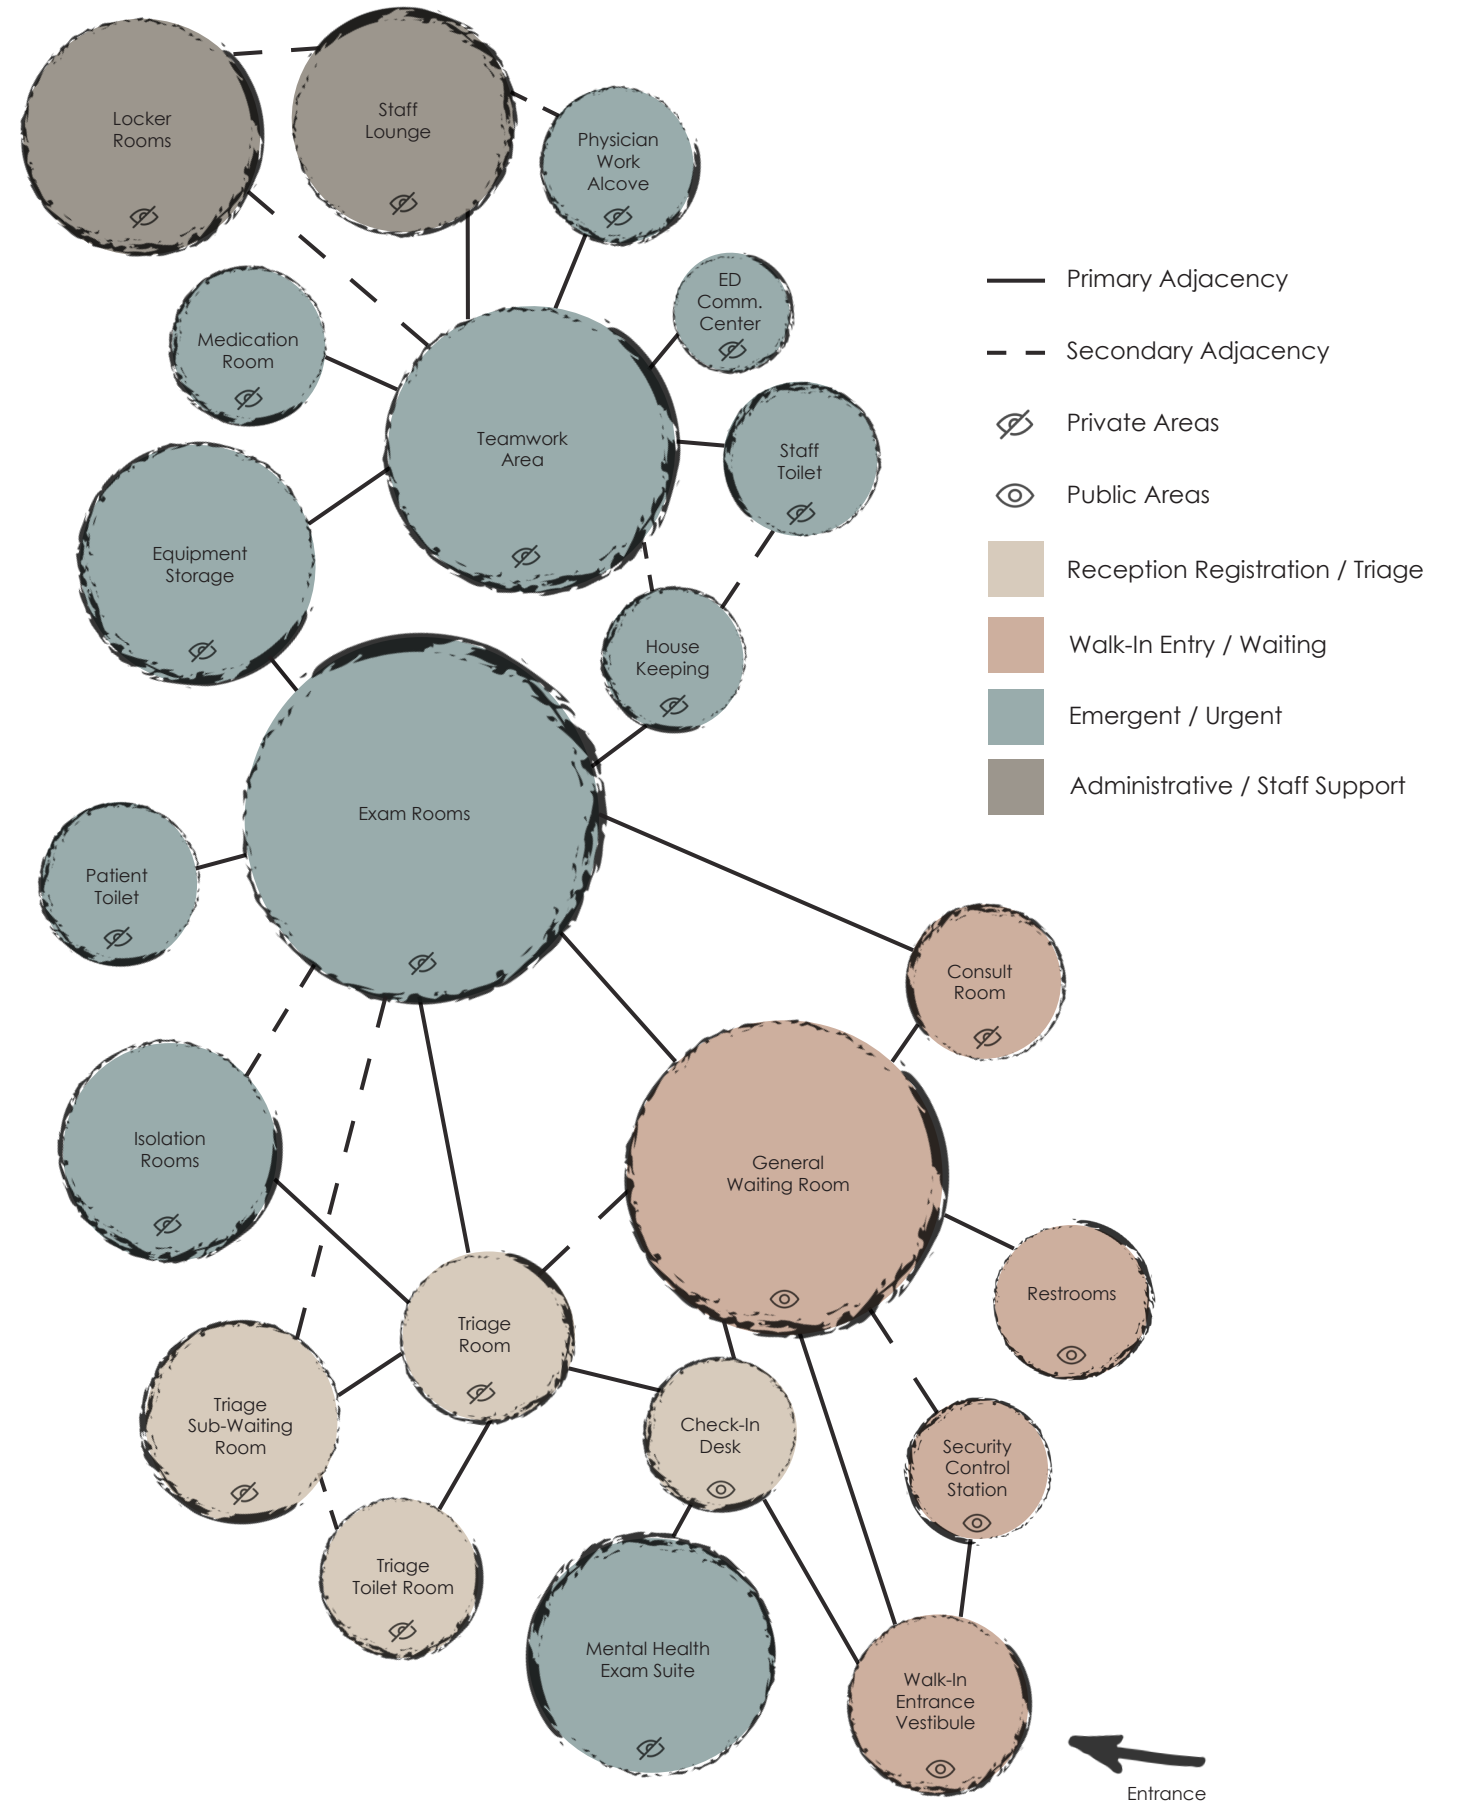 Locker
Rooms
Staff
Lounge
Physician
Work
Alcove
ED
Comm.
Center
Medication
Room
Teamwork
Area
Staff
Toilet
Equipment
Storage
House
Keeping
Exam Rooms
Patient
Toilet
Consult
Room
Isolation
Rooms
General
Waiting Room
Restrooms
Triage
Room
Triage
Sub-Waiting
Room
Check-In
Desk
Security
Control
Station
Triage
Toilet Room
Mental Health
Exam Suite
Walk-In
Entrance
Vestibule
Entrance
Primary Adjacency
Secondary Adjacency
Private Areas
Public Areas
Reception Registration / Triage
Walk-In Entry / Waiting
Emergent / Urgent
Administrative / Staff Support